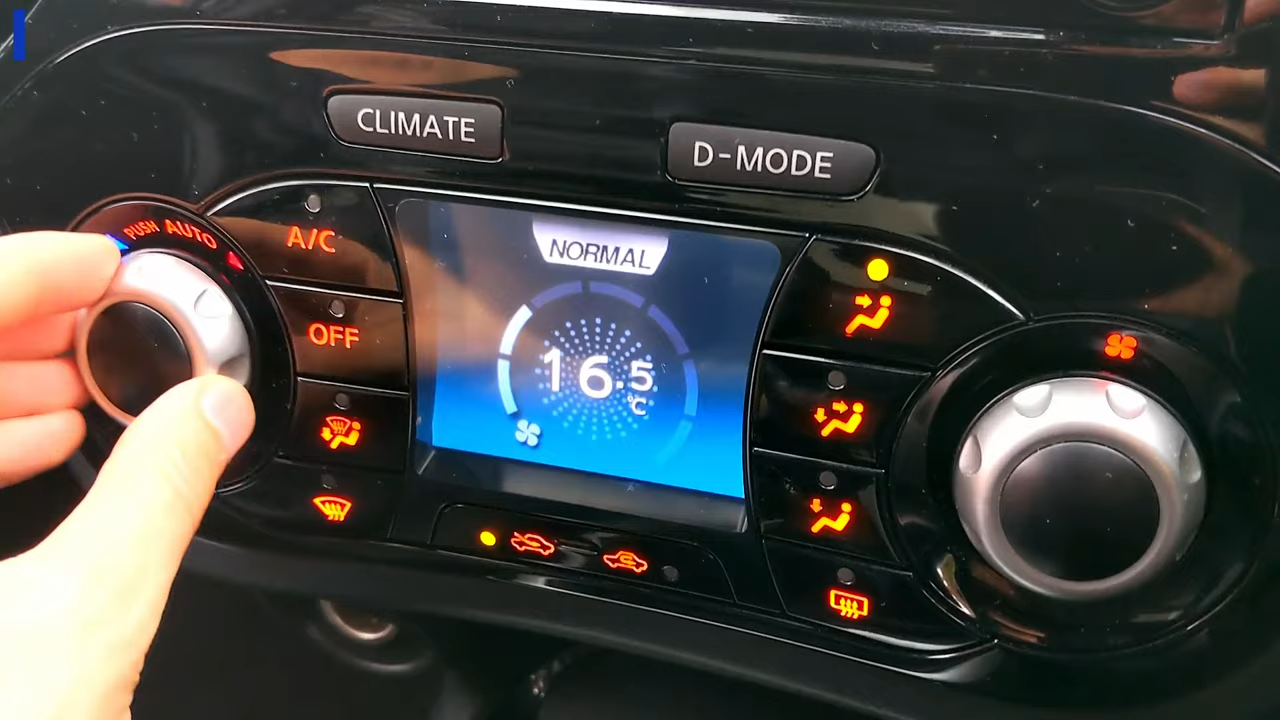 CLIMATE
D-MODE
PUSH AUTO
A/C
NORMAL
OFF
16.5
°C